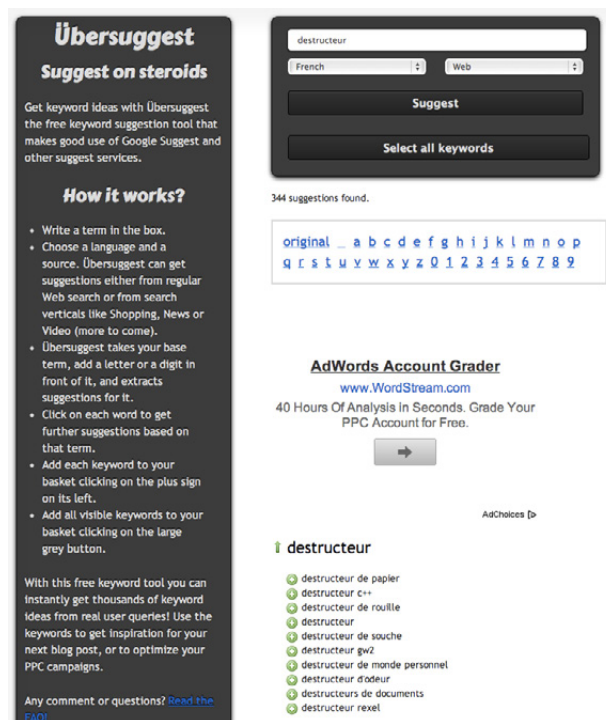 Übersuggest
Suggest on steroids
Get keyword ideas with Übersuggest
the free keyword suggestion tool that
makes good use of Google Suggest and
other suggest services.
How it works?
• Write a term in the box.
• Choose a language and a
source. Übersuggest can get
suggestions either from regular
Web search or from search
verticals like Shopping, News or
Video (more to come).
• Übersuggest takes your base
term, add a letter or a digit in
front of it, and extracts
suggestions for it.
• Click on each word to get
further suggestions based on
that term.
• Add each keyword to your
basket clicking on the plus sign
on its left.
• Add all visible keywords to your
basket clicking on the large
grey button.
With this free keyword tool you can
instantly get thousands of keyword
ideas from real user queries! Use the
keywords to get inspiration for your
next blog post, or to optimize your
PPC campaigns.
Any comment or questions? Read the
FAQ!
destructeur
French Web
Suggest
Select all keywords
344 suggestions found.
original _ a b c d e f g h i j k l m n o p
q r s t u v w x y z 0 1 2 3 4 5 6 7 8 9
AdWords Account Grader
www.WordStream.com
40 Hours Of Analysis in Seconds. Grade Your
PPC Account for Free.
AdChoices
destructeur
destructeur de papier
destructeur c++
destructeur de rouille
destructeur
destructeur de souche
destructeur gw2
destructeur de monde personnel
destructeur d'odeur
destructeurs de documents
destructeur rexel